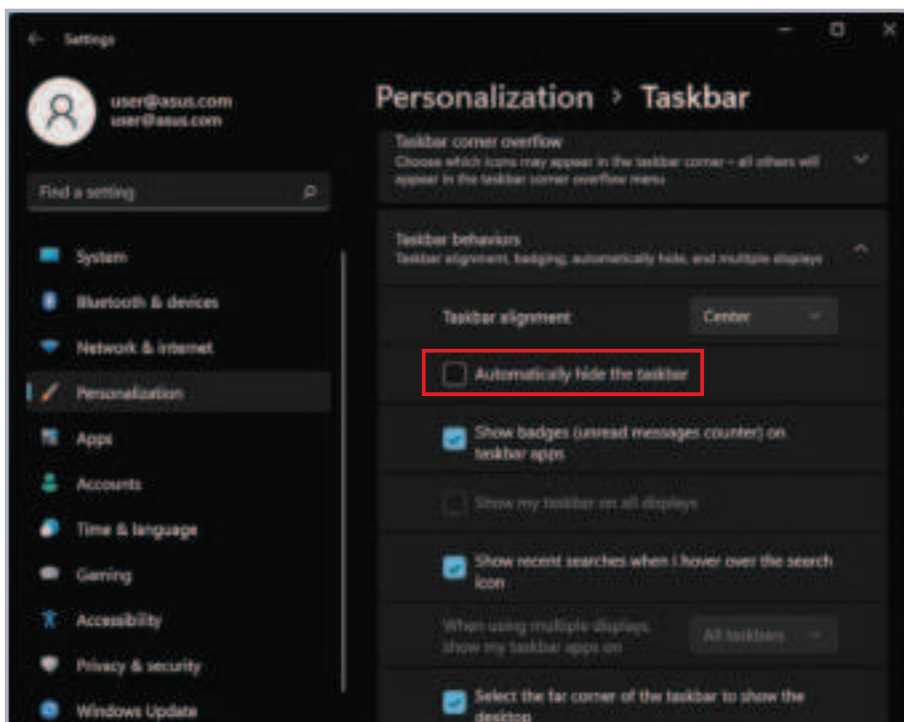 Settings
user@asus.com
user@asus.com
Find a setting
System
Bluetooth & devices
Network & internet
Personalization
Apps
Accounts
Time & language
Gaming
Accessibility
Privacy & security
Windows Update
Personalization > Taskbar
Taskbar corner overflow
Choose which icons may appear in the taskbar corner – all others will
appear in the taskbar corner overflow menu
Taskbar behaviors
Taskbar alignment, badging, automatically hide, and multiple displays
Taskbar alignment
Center
Automatically hide the taskbar
Show badges (unread messages counter) on
taskbar apps
Show my taskbar on all displays
Show recent searches when I hover over the search
icon
When using multiple displays,
show my taskbar apps on
All taskbars
Select the far corner of the taskbar to show the
desktop